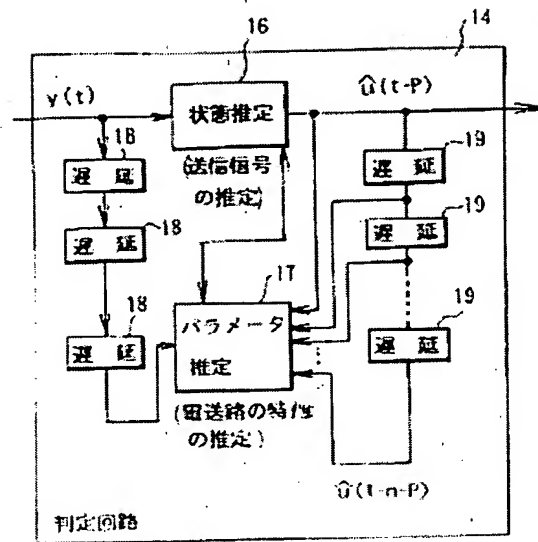 16
14
y(t)
û(t-P)
状態推定
(送信信号
の推定)
18
遅 延
18
遅 延
18
遅 延
19
遅 延
19
遅 延
19
遅 延
17
パラメータ
推定
(電送路の特性
の推定)
û(t-n-P)
判定回路